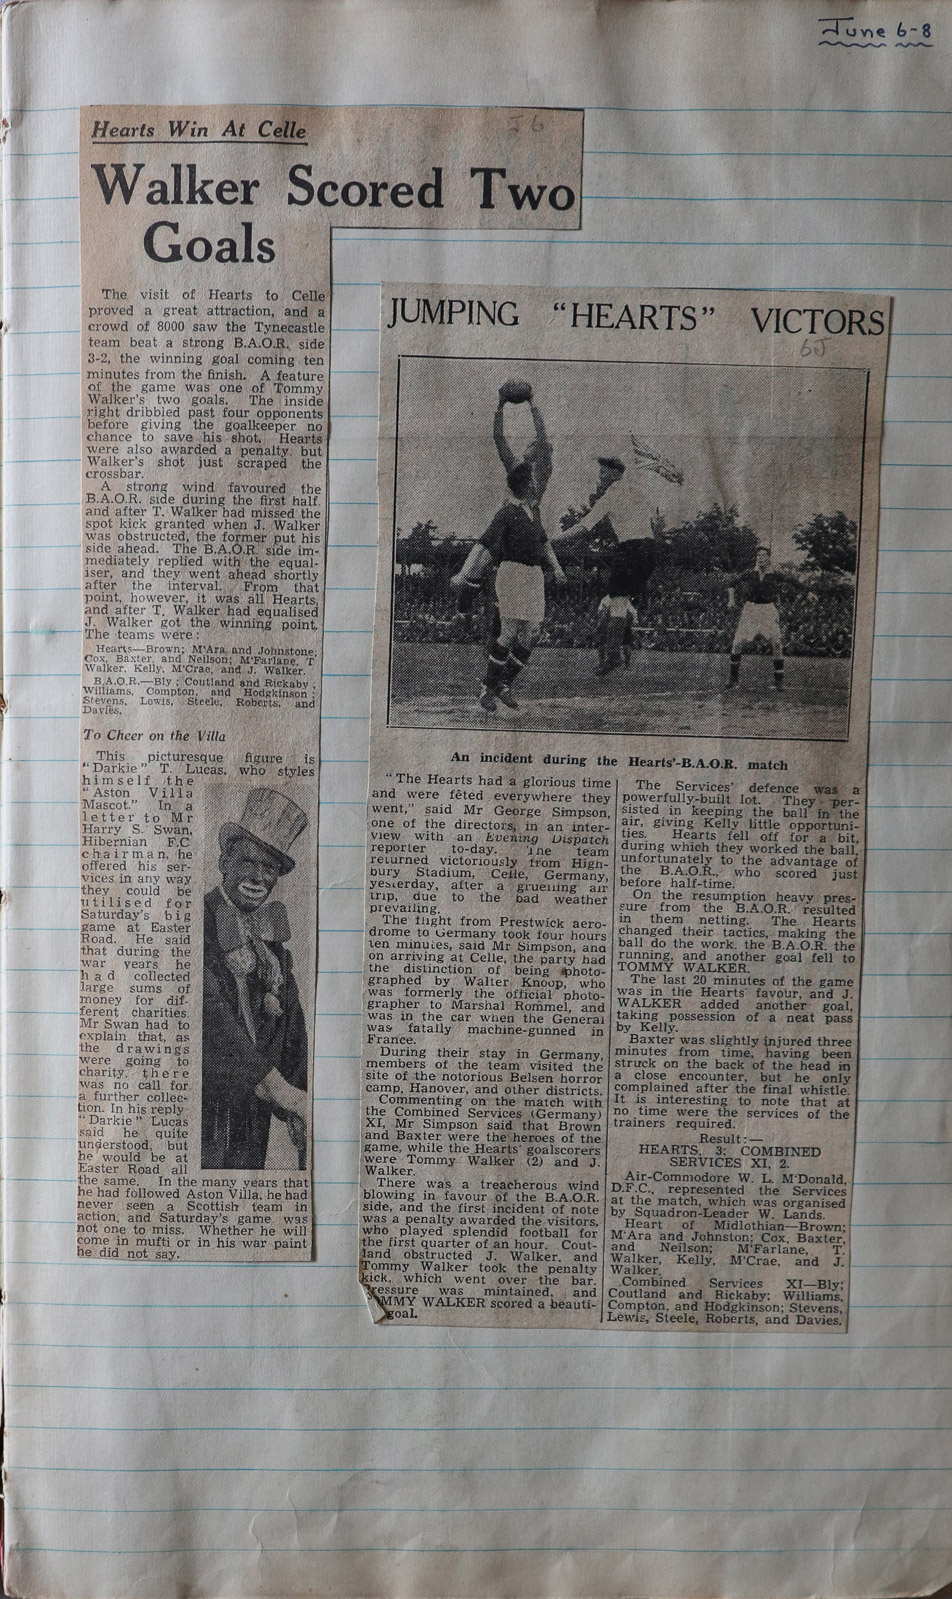 June 6-8
Hearts Win At Celle
J6
Walker Scored Two
Goals
The visit of Hearts to Celle
proved a great attraction, and a
crowd of 8000 saw the Tynecastle
team beat a strong B.A.O.R. side
3-2, the winning goal coming ten
minutes from the finish. A feature
of the game was one of Tommy
Walker's two goals. The inside
right dribbled past four opponents
before giving the goalkeeper no
chance to save his shot. Hearts
were also awarded a penalty, but
Walker's shot just scraped the
crossbar.
A strong wind favoured the
B.A.O.R. side during the first half,
and after T. Walker had missed the
spot kick granted when J. Walker
was obstructed, the former put his
side ahead. The B.A.O.R. side im-
mediately replied with the equal-
iser, and they went ahead shortly
after the interval. From that
point, however, it was all Hearts,
and after T. Walker had equalised
J. Walker got the winning point.
The teams were:
Hearts—Brown; M'Ara and Johnstone;
Cox, Baxter, and Neilson; M'Farlane, T
Walker, Kelly, M'Crae, and J. Walker.
B.A.O.R.—Bly; Coutland and Rickaby;
Williams, Compton, and Hodgkinson;
Stevens, Lewis, Steele, Roberts, and
Davies.
To Cheer on the Villa
This picturesque figure is
"Darkie" T. Lucas, who styles
himself the
"Aston Villa
Mascot." In a
letter to Mr
Harry S. Swan,
Hibernian F.C
chairman, he
offered his ser-
vices in any way
they could be
utilised for
Saturday's big
game at Easter
Road. He said
that during the
war years he
had collected
large sums of
money for dif-
ferent charities.
Mr Swan had to
explain that, as
the drawings
were going to
charity, there
was no call for
a further collec-
tion. In his reply
"Darkie" Lucas
said he quite
understood, but
he would be at
Easter Road all
the same. In the many years that
he had followed Aston Villa, he had
never seen a Scottish team in
action, and Saturday's game was
not one to miss. Whether he will
come in mufti or in his war paint
he did not say.
JUMPING "HEARTS" VICTORS
6J
An incident during the Hearts'-B.A.O.R. match
"The Hearts had a glorious time
and were fêted everywhere they
went," said Mr George Simpson,
one of the directors, in an inter-
view with an Evening Dispatch
reporter to-day. The team
returned victoriously from High-
bury Stadium, Celle, Germany,
yesterday, after a gruelling air
trip, due to the bad weather
prevailing.
The flight from Prestwick aero-
drome to Germany took four hours
ten minutes, said Mr Simpson, and
on arriving at Celle, the party had
the distinction of being photo-
graphed by Walter Knoop, who
was formerly the official photo-
grapher to Marshal Rommel, and
was in the car when the General
was fatally machine-gunned in
France.
During their stay in Germany,
members of the team visited the
site of the notorious Belsen horror
camp, Hanover, and other districts.
Commenting on the match with
the Combined Services (Germany)
XI, Mr Simpson said that Brown
and Baxter were the heroes of the
game, while the Hearts' goalscorers
were Tommy Walker (2) and J.
Walker.
There was a treacherous wind
blowing in favour of the B.A.O.R.
side, and the first incident of note
was a penalty awarded the visitors,
who played splendid football for
the first quarter of an hour. Cout-
land obstructed J. Walker, and
Tommy Walker took the penalty
kick, which went over the bar.
Pressure was mintained, and
MMY WALKER scored a beauti-
goal.
The Services' defence was a
powerfully-built lot. They per-
sisted in keeping the ball in the
air, giving Kelly little opportuni-
ties. Hearts fell off for a bit,
during which they worked the ball,
unfortunately to the advantage of
the B.A.O.R., who scored just
before half-time.
On the resumption heavy pres-
sure from the B.A.O.R. resulted
in them netting. The Hearts
changed their tactics, making the
ball do the work, the B.A.O.R. the
running, and another goal fell to
TOMMY WALKER.
The last 20 minutes of the game
was in the Hearts' favour, and J.
WALKER added another goal,
taking possession of a neat pass
by Kelly.
Baxter was slightly injured three
minutes from time, having been
struck on the back of the head in
a close encounter, but he only
complained after the final whistle.
It is interesting to note that at
no time were the services of the
trainers required.
Result:—
HEARTS, 3; COMBINED
SERVICES XI, 2.
Air-Commodore W. L. M'Donald,
D.F.C., represented the Services
at the match, which was organised
by Squadron-Leader W. Lands.
Heart of Midlothian—Brown;
M'Ara and Johnston; Cox, Baxter,
and Neilson; M'Farlane, T.
Walker, Kelly, M'Crae, and J.
Walker.
Combined Services XI—Bly;
Coutland and Rickaby; Williams,
Compton, and Hodgkinson; Stevens,
Lewis, Steele, Roberts, and Davies.